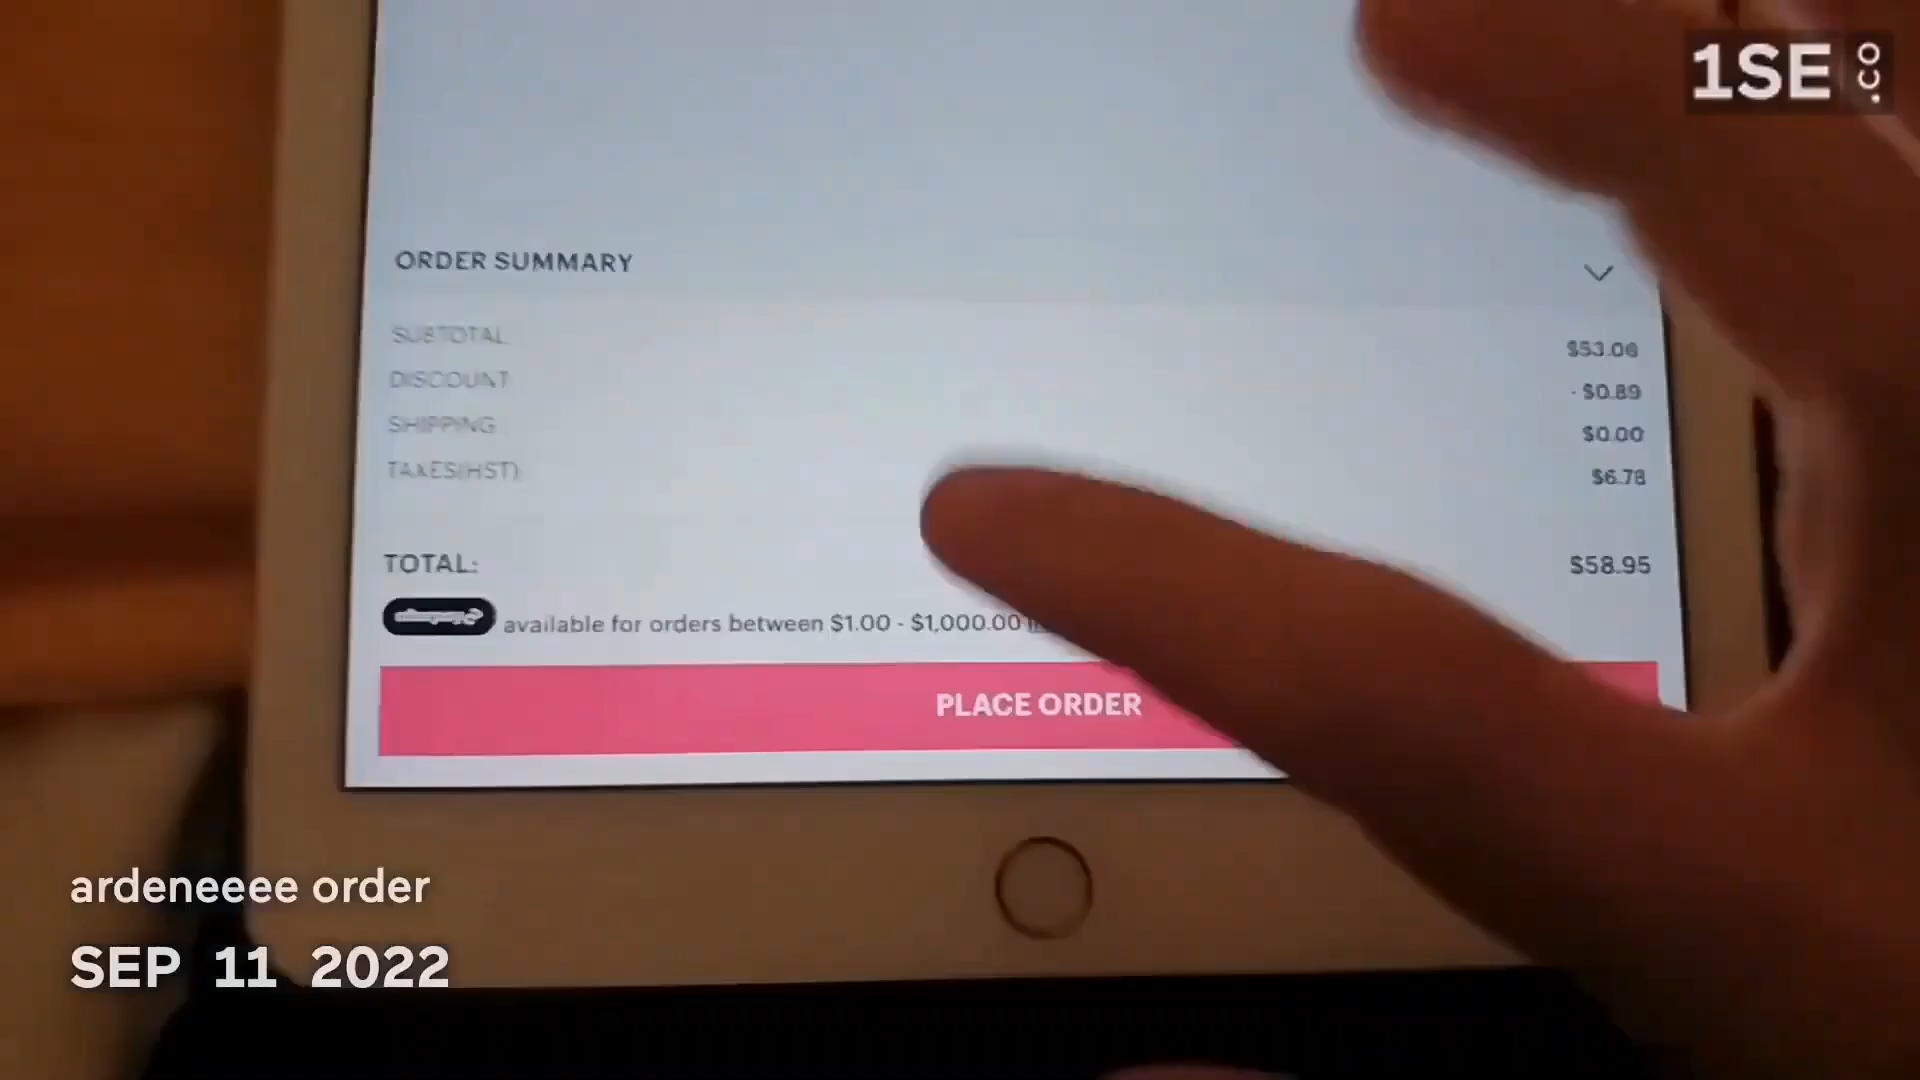 1SE.co
ORDER SUMMARY
SUBTOTAL $53.06
DISCOUNT - $0.89
SHIPPING $0.00
TAXES(HST) $6.78
TOTAL: $58.95
available for orders between $1.00 - $1,000.00
PLACE ORDER
ardeneeee order
SEP 11 2022